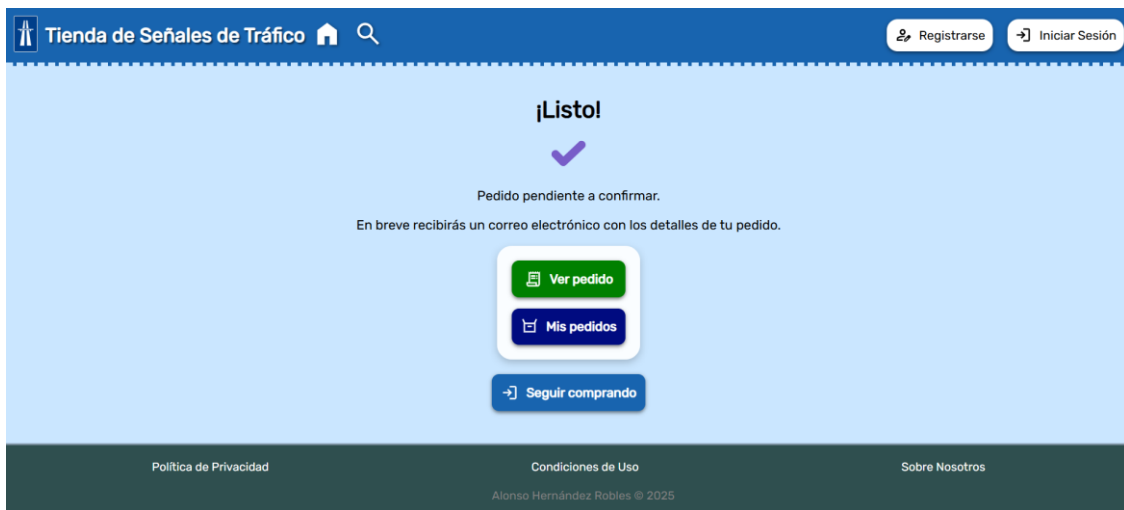 Tienda de Señales de Tráfico
Registrarse
Iniciar Sesión
¡Listo!
Pedido pendiente a confirmar.
En breve recibirás un correo electrónico con los detalles de tu pedido.
Ver pedido
Mis pedidos
Seguir comprando
Política de Privacidad
Condiciones de Uso
Sobre Nosotros
Alonso Hernández Robles © 2025